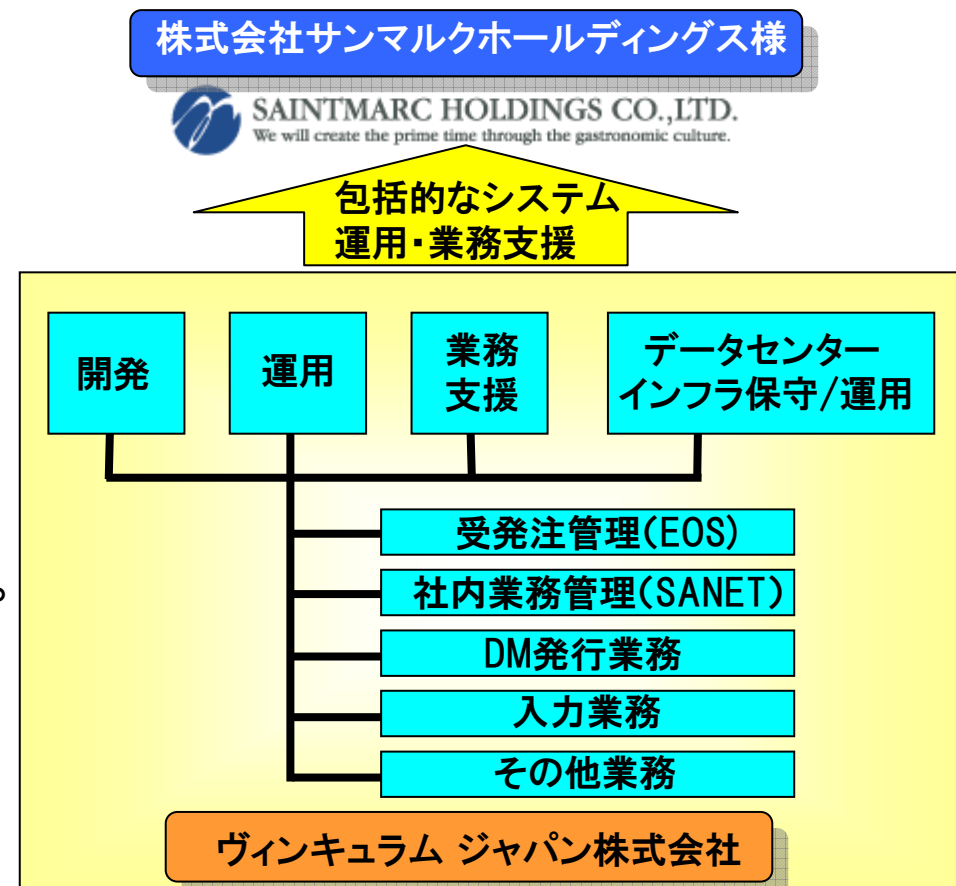 株式会社サンマルクホールディングス様
SAINTMARC HOLDINGS CO.,LTD.
We will create the prime time through the gastronomic culture.
包括的なシステム
運用・業務支援
開発
運用
業務
支援
データセンター
インフラ保守/運用
受発注管理(EOS)
社内業務管理(SANET)
DM発行業務
入力業務
その他業務
ヴィンキュラム ジャパン株式会社